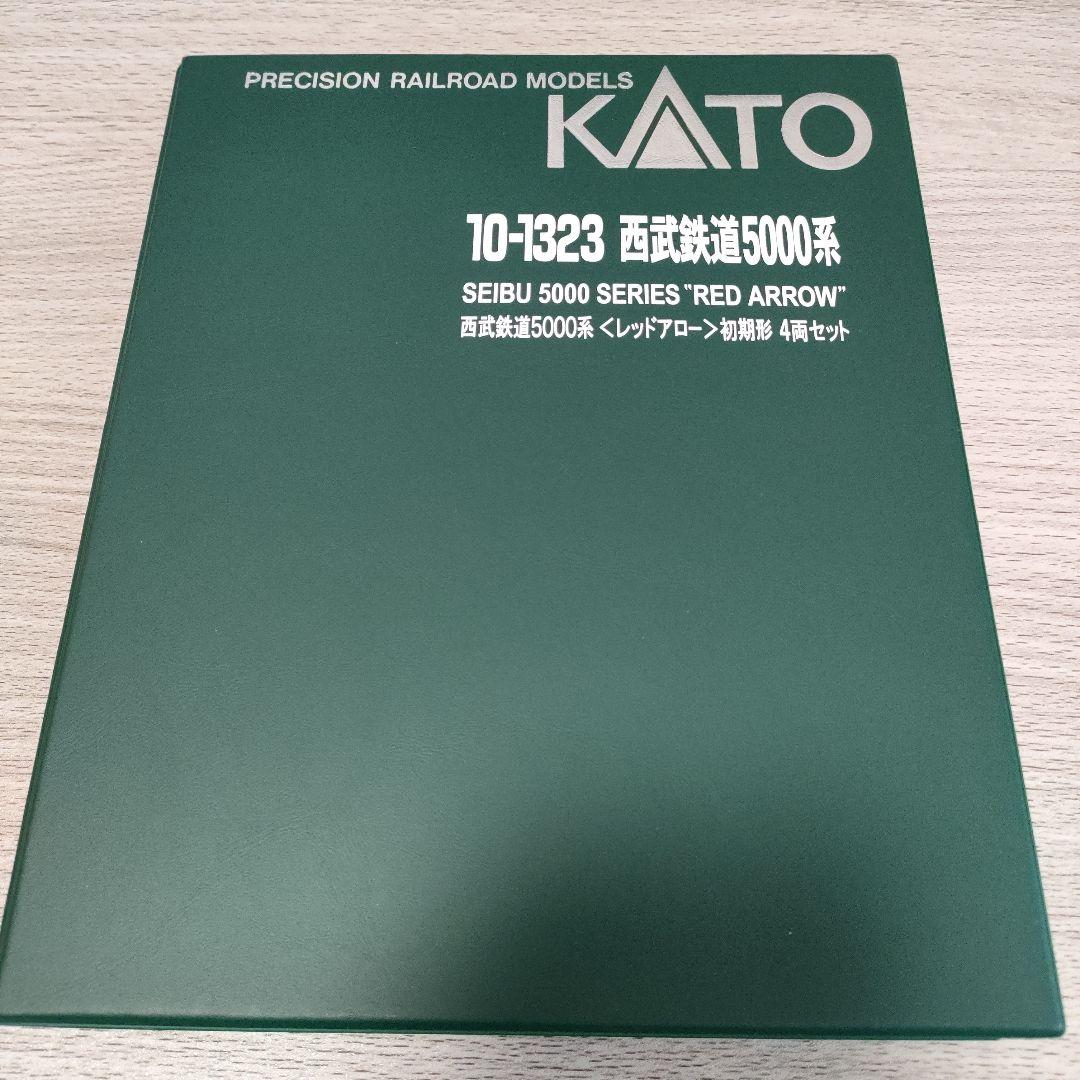 PRECISION RAILROAD MODELS
KATO
10-1323 西武鉄道5000系
SEIBU 5000 SERIES "RED ARROW"
西武鉄道5000系<レッドアロー>初期形 4両セット